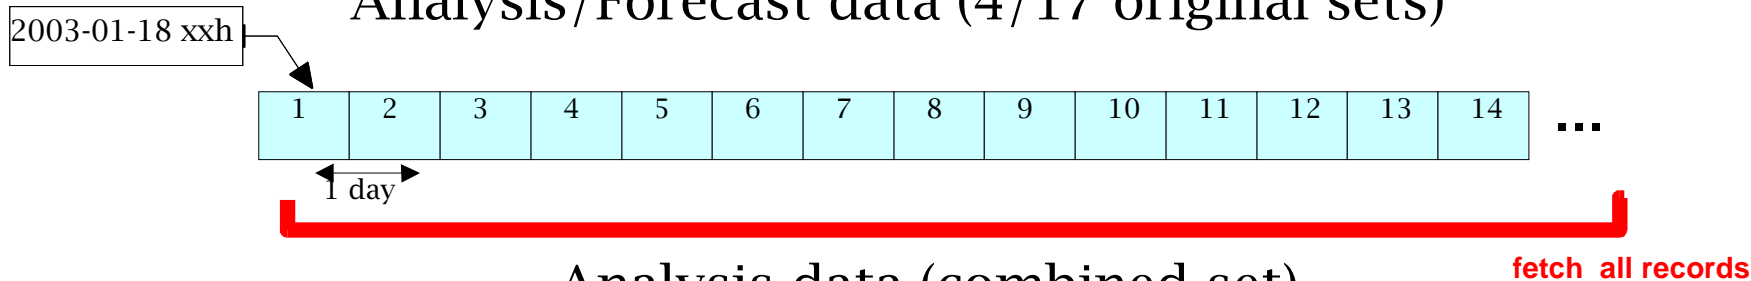 Analysis/Forecast data (4/17 original sets)
2003-01-18 xxh
1 2 3 4 5 6 7 8 9 10 11 12 13 14 ...
1 day
Analysis data (combined set)
fetch all records